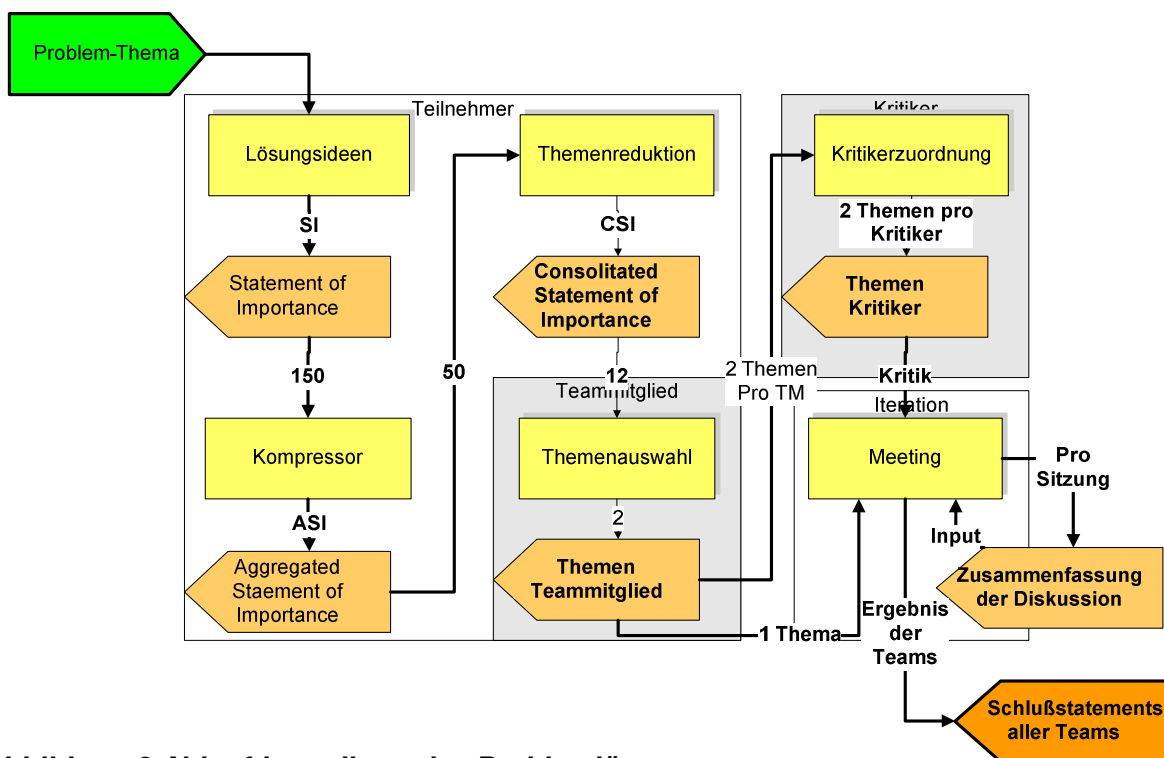 Problem-Thema
Teilnehmer
Lösungsideen
SI
Statement of
Importance
150
Kompressor
ASI
Aggregated
Staement of
Importance
50
Themenreduktion
CSI
Consolitated
Statement of
Importance
12
Teammitglied
Themenauswahl
2
Themen
Teammitglied
2 Themen
Pro TM
1 Thema
Kritiker
Kritikerzuordnung
2 Themen pro
Kritiker
Themen
Kritiker
Kritik
Iteration
Meeting
Pro
Sitzung
Input
Zusammenfassung
der Diskussion
Ergebnis
der
Teams
Schlußstatements
aller Teams